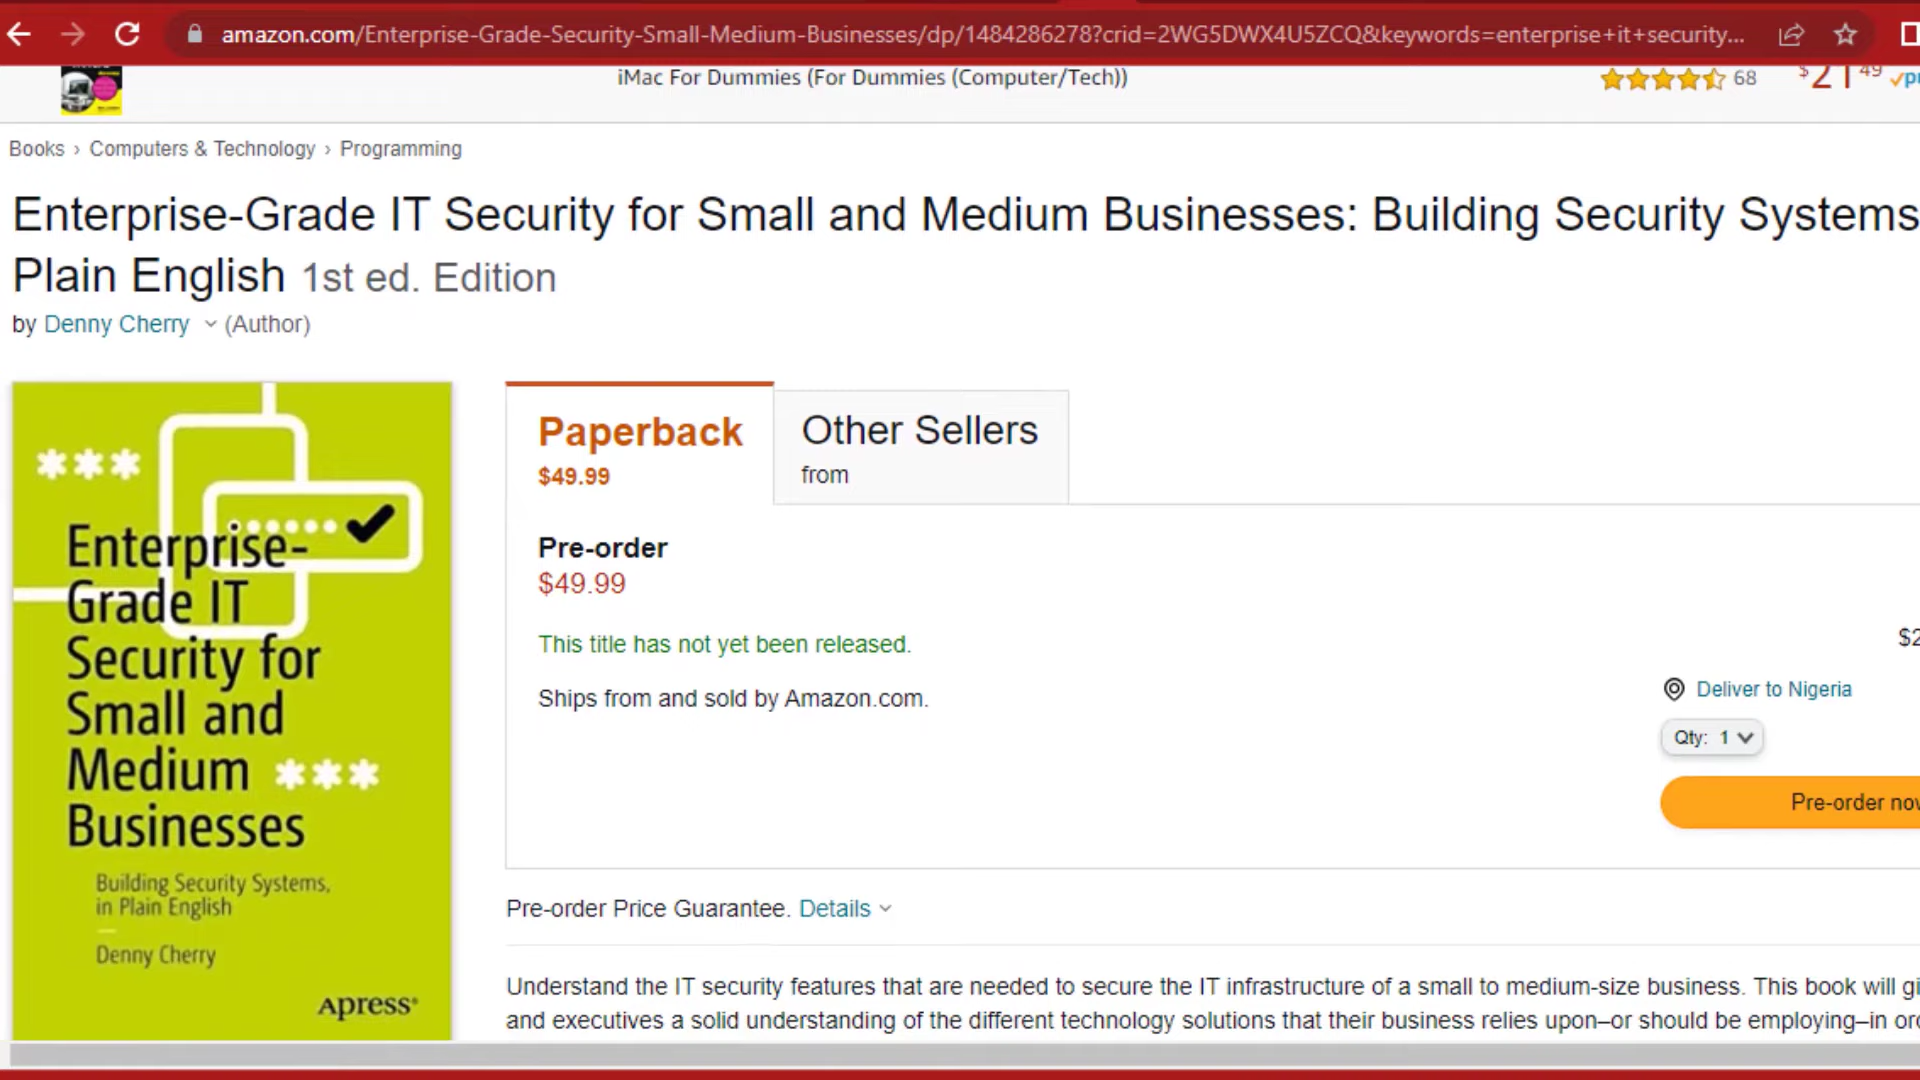 amazon.com/Enterprise-Grade-Security-Small-Medium-Businesses/dp/1484286278?crid=2WG5DWX4U5ZCQ&keywords=enterprise+it+security...
iMac For Dummies (For Dummies (Computer/Tech))
68
$21 49
Books › Computers & Technology › Programming
Enterprise-Grade IT Security for Small and Medium Businesses: Building Security Systems
Plain English 1st ed. Edition
by Denny Cherry (Author)
Paperback
$49.99
Other Sellers
from
Pre-order
$49.99
This title has not yet been released.
Ships from and sold by Amazon.com.
$2
Deliver to Nigeria
Qty: 1
Pre-order now
Pre-order Price Guarantee. Details
Understand the IT security features that are needed to secure the IT infrastructure of a small to medium-size business. This book will gi
and executives a solid understanding of the different technology solutions that their business relies upon–or should be employing–in or
***
Enterprise-
Grade IT
Security for
Small and
Medium ***
Businesses
Building Security Systems,
in Plain English
Denny Cherry
Apress®